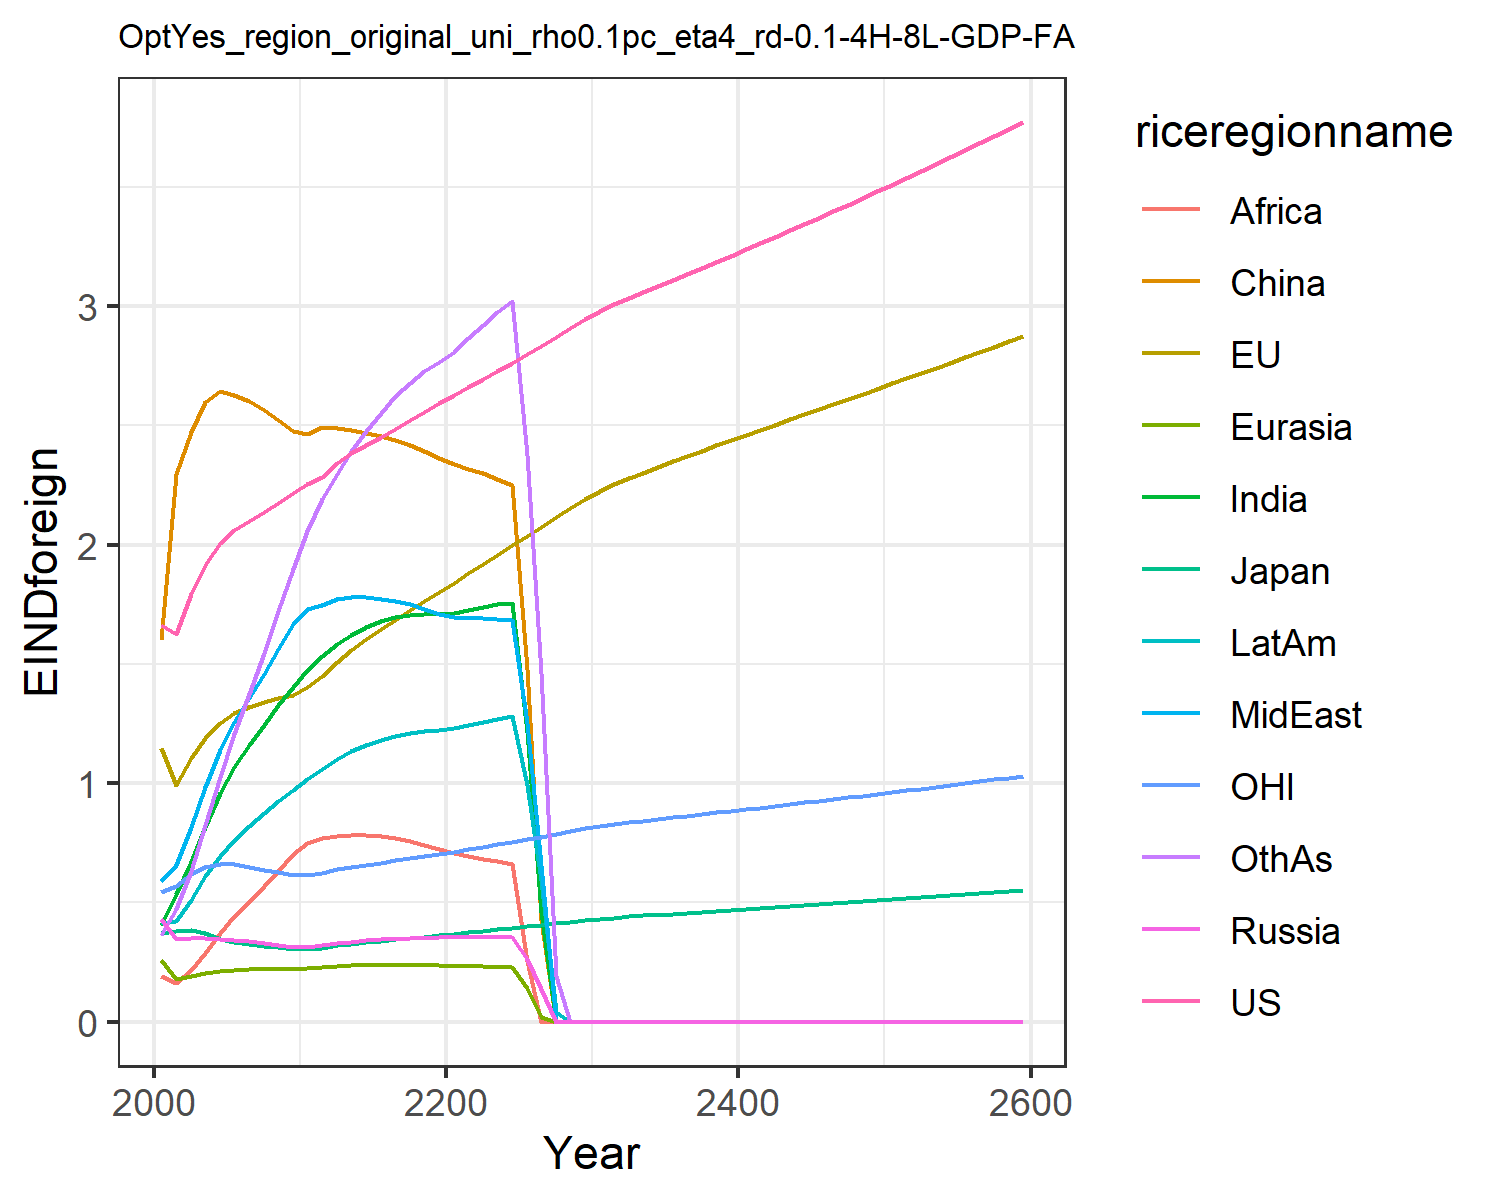 OptYes_region_original_uni_rho0.1pc_eta4_rd-0.1-4H-8L-GDP-FA
EINDforeign
3
2
1
0
2000 2200 2400 2600
Year
riceregionname
Africa
China
EU
Eurasia
India
Japan
LatAm
MidEast
OHI
OthAs
Russia
US